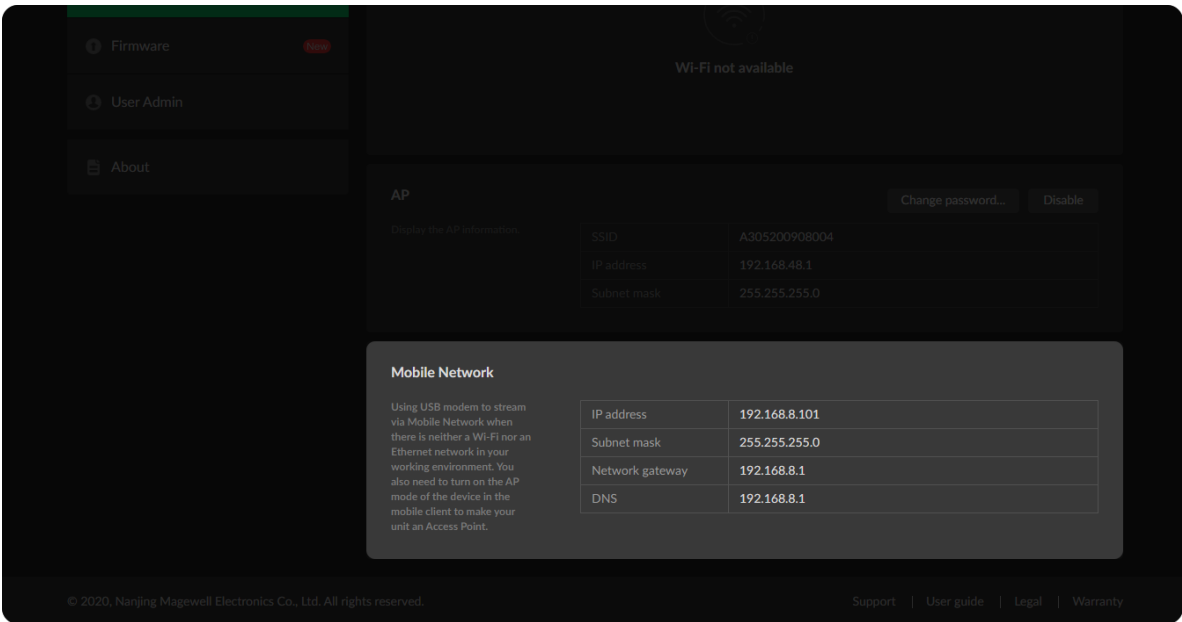 Firmware New
User Admin
About
Wi-Fi not available
AP
Change password... Disable
Display the AP information.
SSID A305200908004
IP address 192.168.48.1
Subnet mask 255.255.255.0
Mobile Network
Using USB modem to stream
via Mobile Network when
there is neither a Wi-Fi nor an
Ethernet network in your
working environment. You
also need to turn on the AP
mode of the device in the
mobile client to make your
unit an Access Point.
IP address 192.168.8.101
Subnet mask 255.255.255.0
Network gateway 192.168.8.1
DNS 192.168.8.1
© 2020, Nanjing Magewell Electronics Co., Ltd. All rights reserved.
Support | User guide | Legal | Warranty